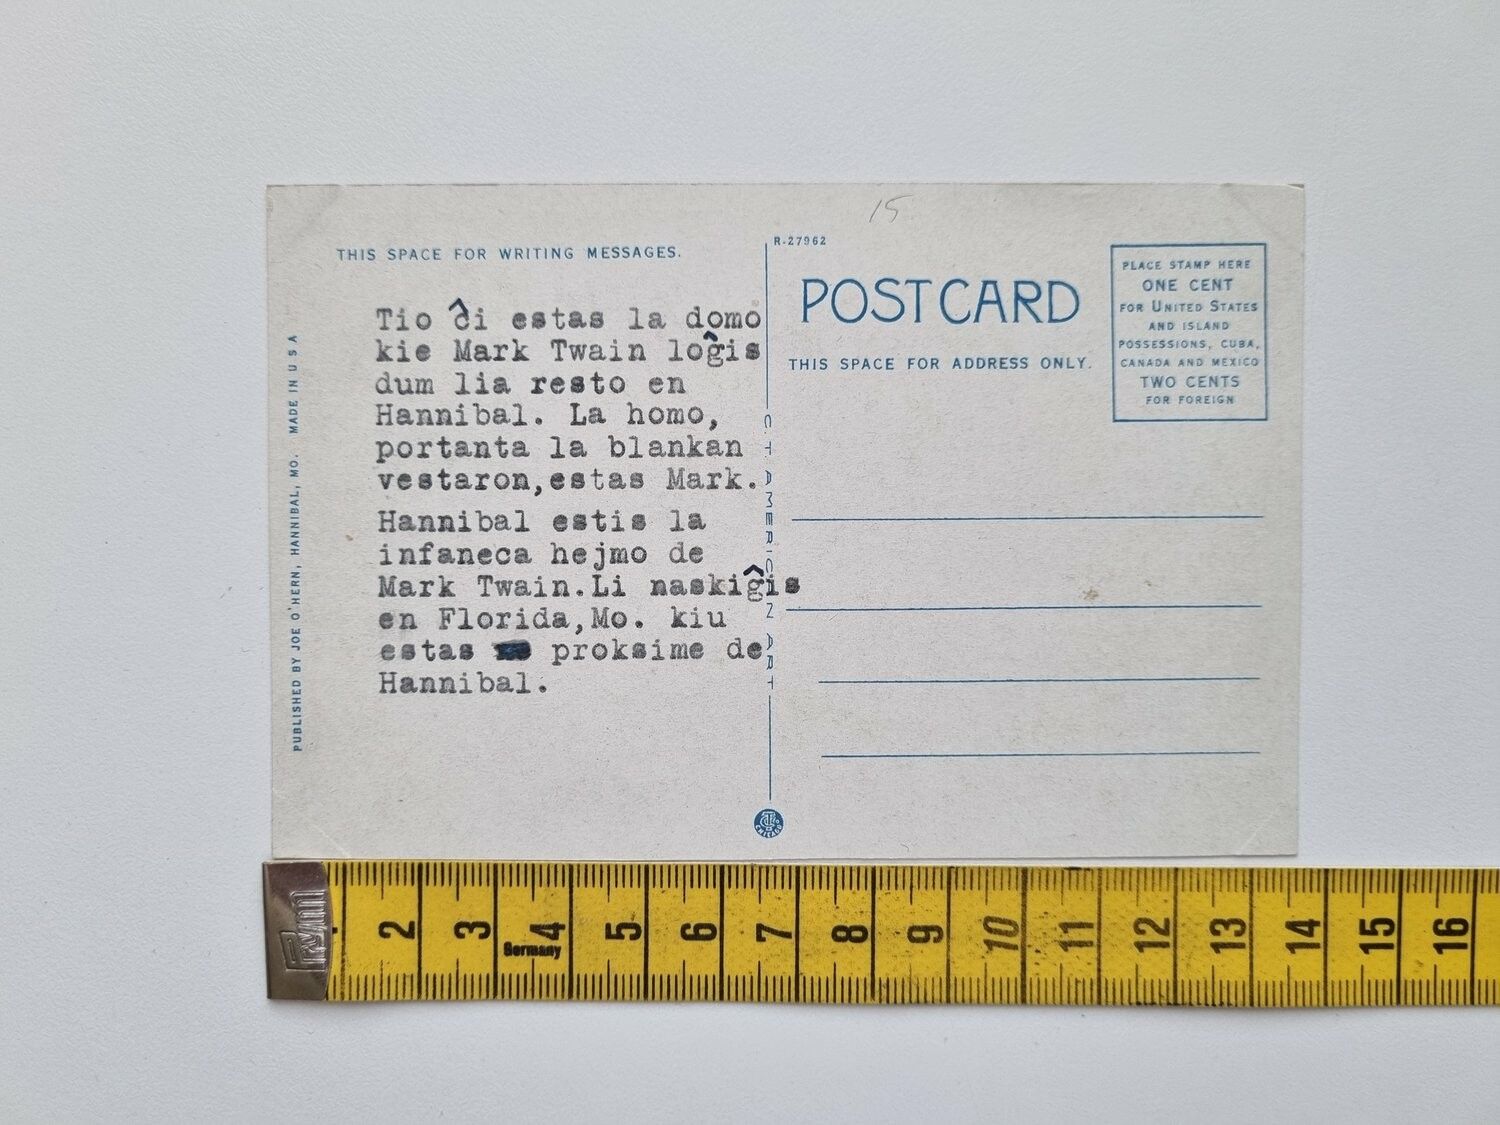 THIS SPACE FOR WRITING MESSAGES.
Tio ĉi estas la domo
kie Mark Twain loĝis
dum lia resto en
Hannibal. La homo,
portanta la blankan
vestaron,estas Mark.
Hannibal estis la
infaneca hejmo de
Mark Twain.Li naskiĝis
en Florida,Mo. kiu
estas proksime de
Hannibal.
PUBLISHED BY JOE O'HERN, HANNIBAL, MO. MADE IN U S A
C. T. AMERICAN ART
CHICAGO
15
R-27962
POST CARD
THIS SPACE FOR ADDRESS ONLY.
PLACE STAMP HERE
ONE CENT
FOR UNITED STATES
AND ISLAND
POSSESSIONS, CUBA,
CANADA AND MEXICO
TWO CENTS
FOR FOREIGN
Prym
1 2 3 4 5 6 7 8 9 10 11 12 13 14 15 16
Germany